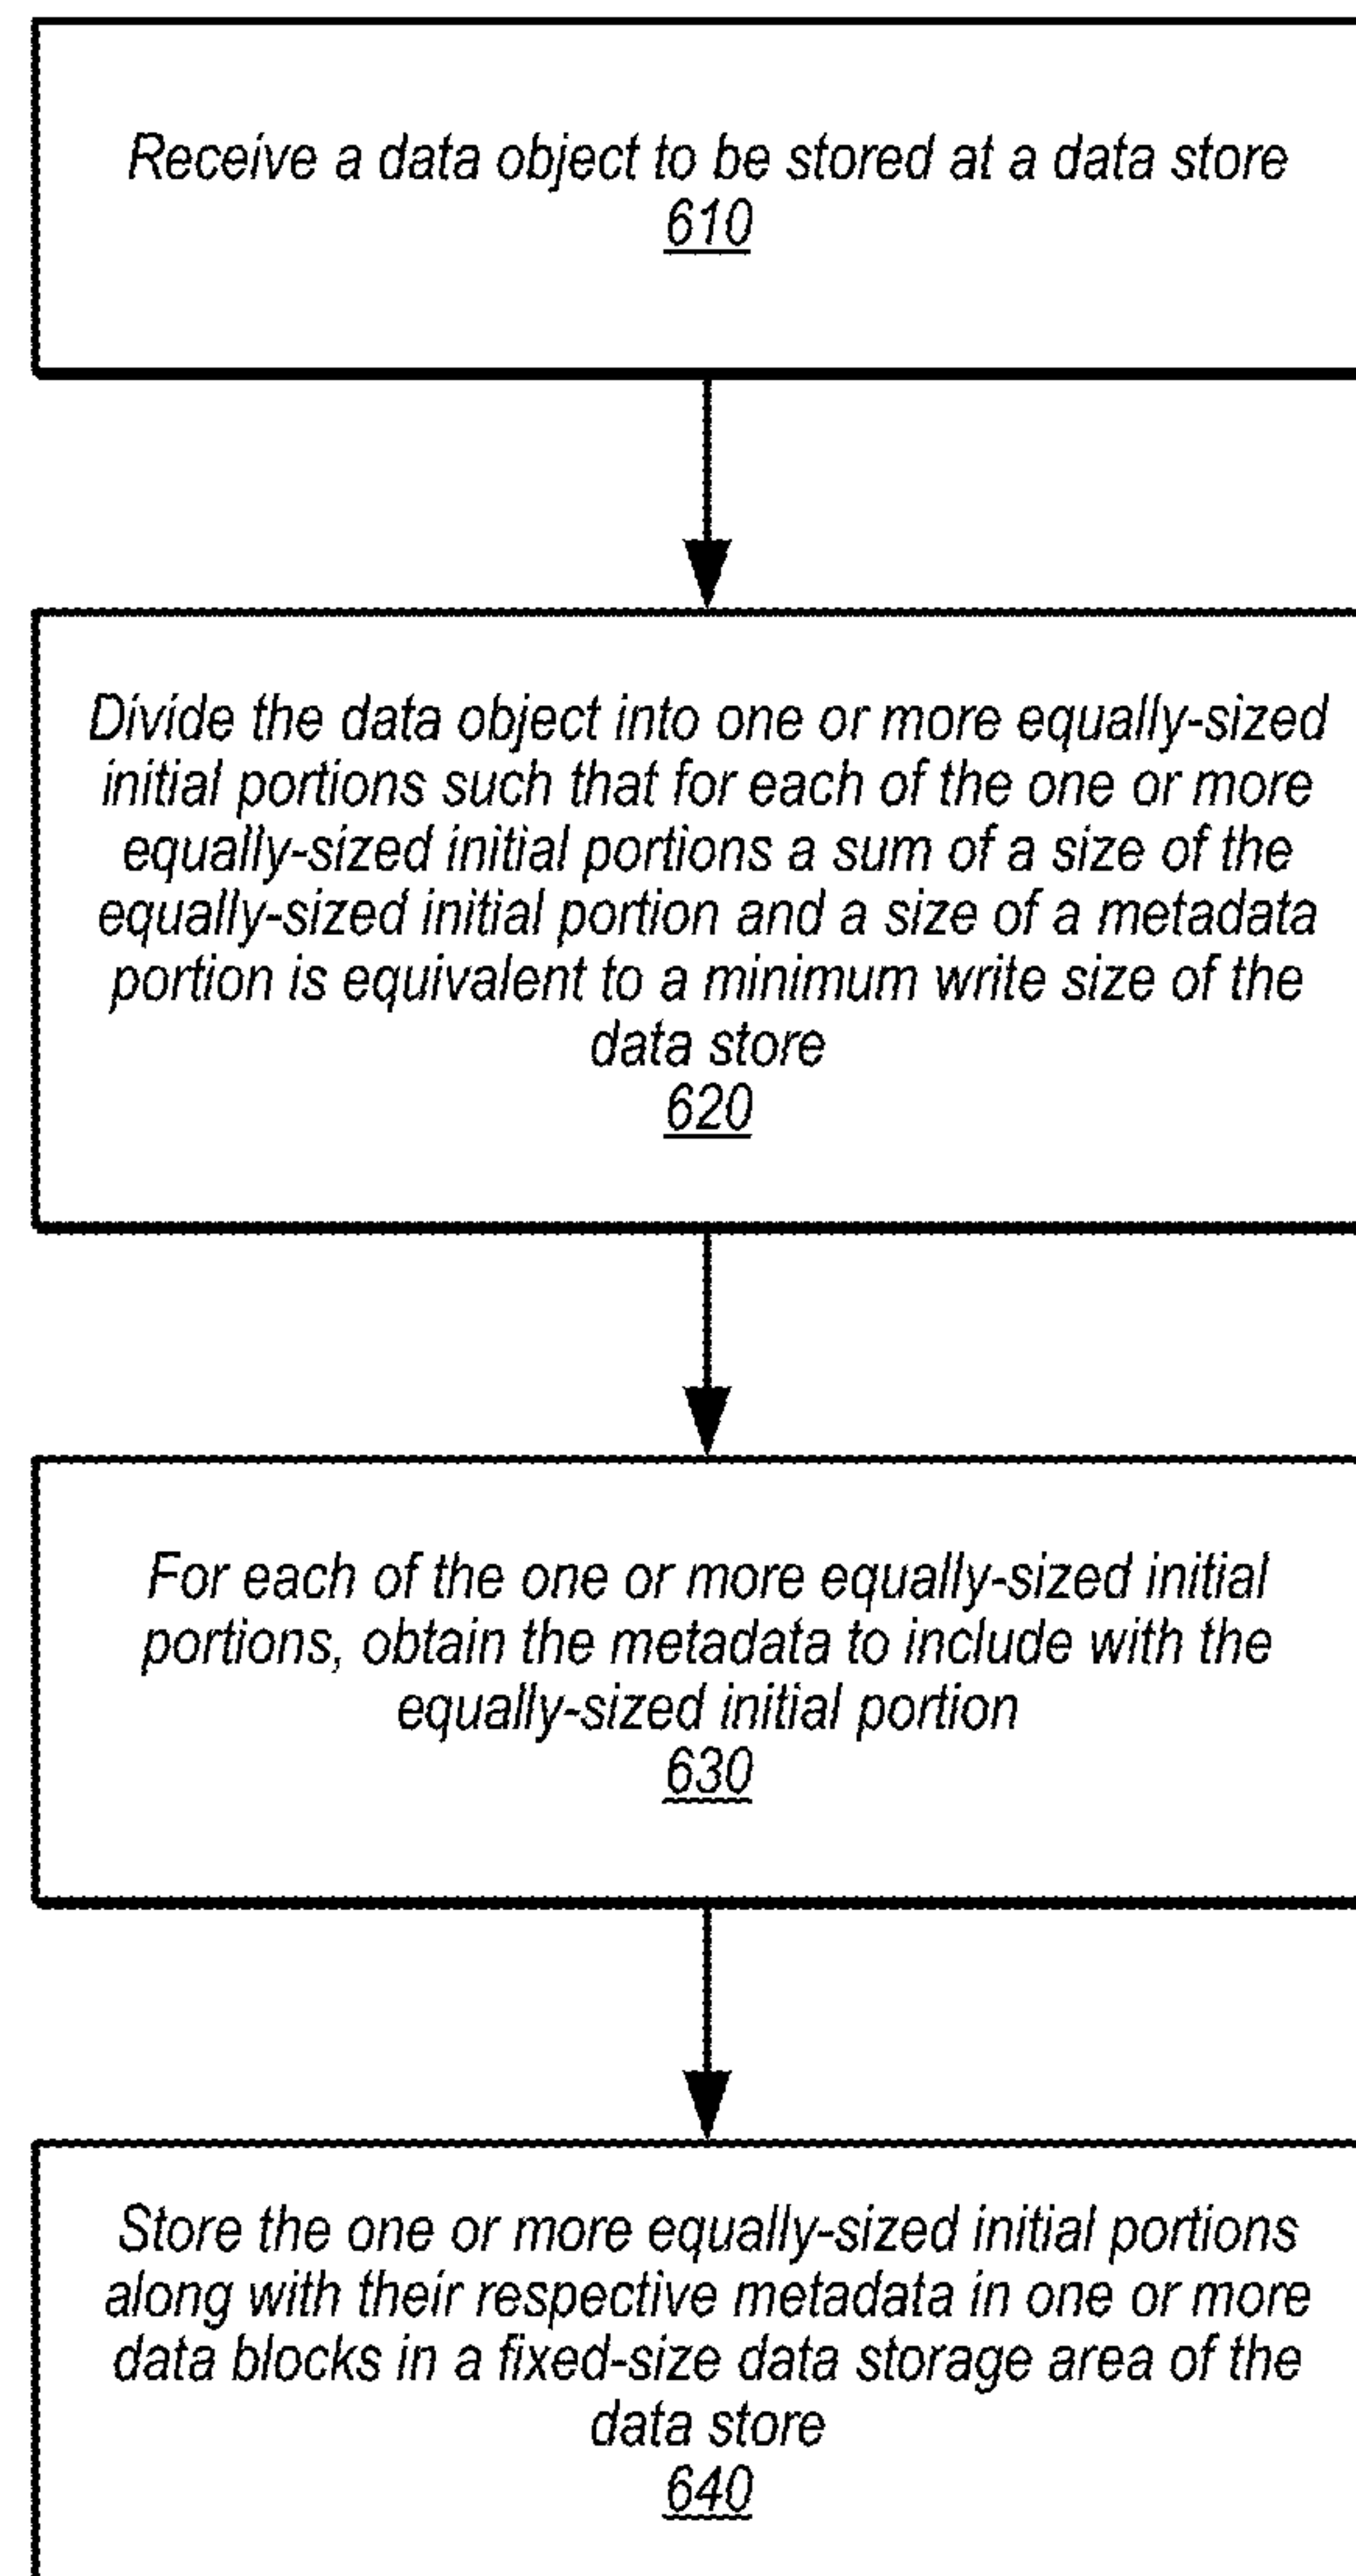 Receive a data object to be stored at a data store
610
Divide the data object into one or more equally-sized
initial portions such that for each of the one or more
equally-sized initial portions a sum of a size of the
equally-sized initial portion and a size of a metadata
portion is equivalent to a minimum write size of the
data store
620
For each of the one or more equally-sized initial
portions, obtain the metadata to include with the
equally-sized initial portion
630
Store the one or more equally-sized initial portions
along with their respective metadata in one or more
data blocks in a fixed-size data storage area of the
data store
640